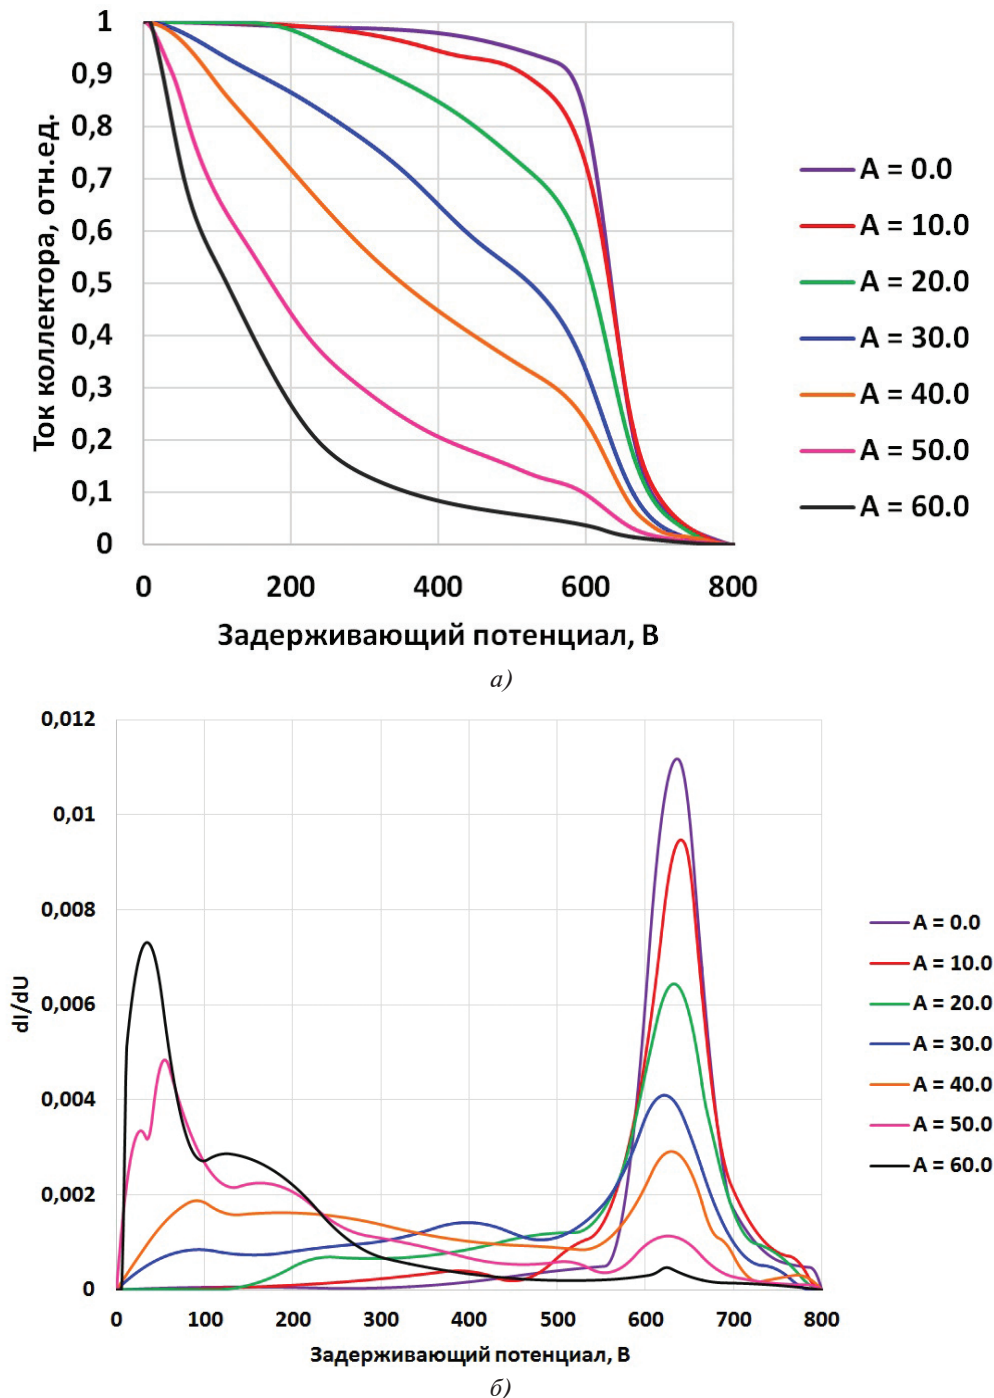 1
0,9
0,8
0,7
0,6
0,5
0,4
0,3
0,2
0,1
0
Ток коллектора, отн.ед.
0 200 400 600 800
Задерживающий потенциал, В
A = 0.0
A = 10.0
A = 20.0
A = 30.0
A = 40.0
A = 50.0
A = 60.0
а)
0,012
0,01
0,008
0,006
0,004
0,002
0
dI/dU
0 100 200 300 400 500 600 700 800
Задерживающий потенциал, В
A = 0.0
A = 10.0
A = 20.0
A = 30.0
A = 40.0
A = 50.0
A = 60.0
б)